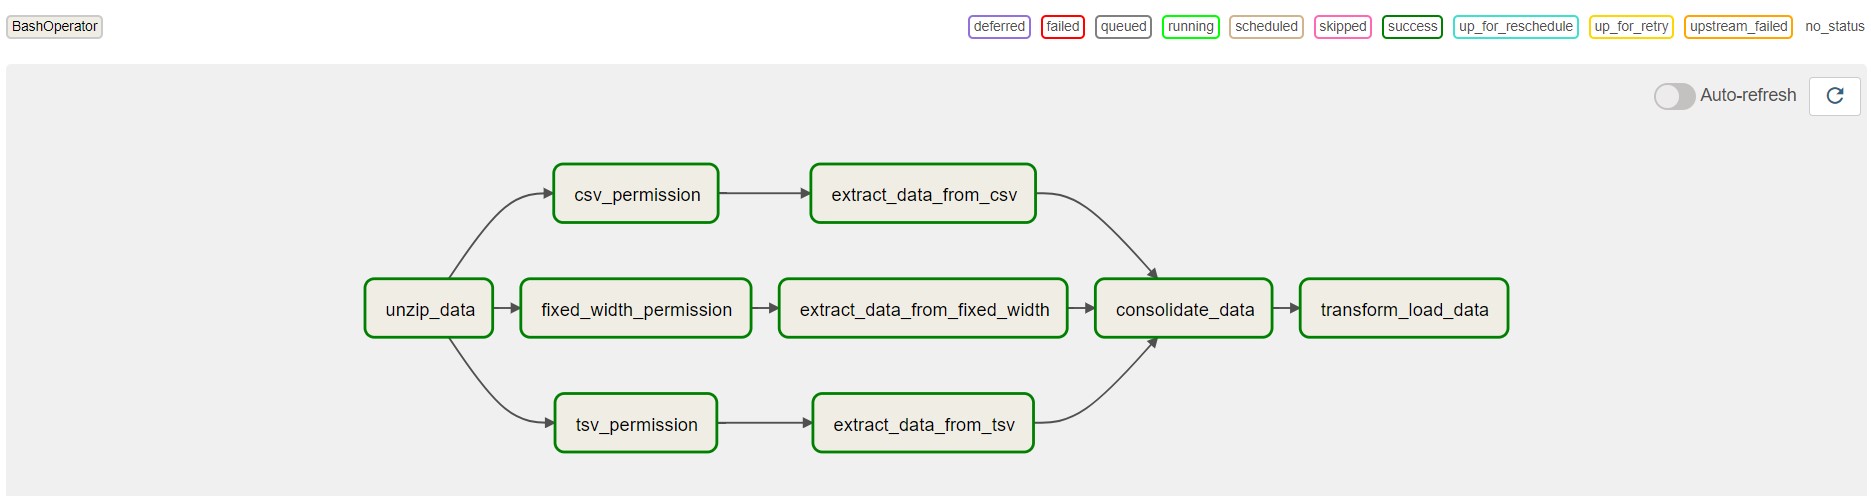 BashOperator deferred failed queued running scheduled skipped success up_for_reschedule up_for_retry upstream_failed no_status
Auto-refresh
csv_permission extract_data_from_csv
unzip_data fixed_width_permission extract_data_from_fixed_width consolidate_data transform_load_data
tsv_permission extract_data_from_tsv